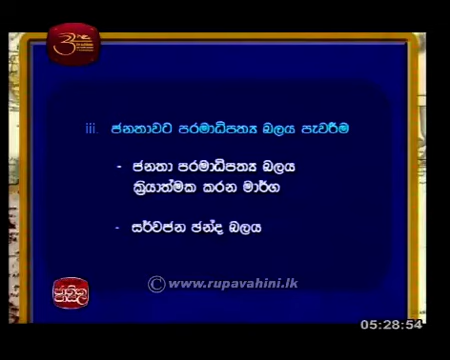 iii. ජනතාවට පරමාධිපත්‍ය බලය පැවරීම
- ජනතා පරමාධිපත්‍ය බලය
ක්‍රියාත්මක කරන මාර්ග
- සර්වජන ඡන්ද බලය
© www.rupavahini.lk
05:28:54